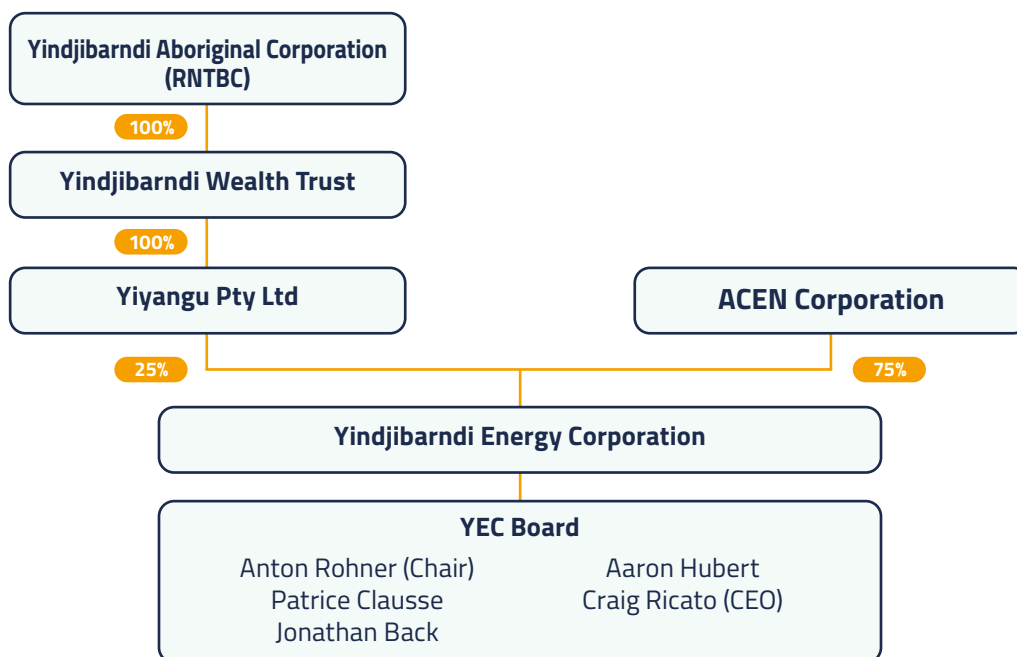 Yindjibarndi Aboriginal Corporation
(RNTBC)
100%
Yindjibarndi Wealth Trust
100%
Yiyangu Pty Ltd
ACEN Corporation
25%
75%
Yindjibarndi Energy Corporation
YEC Board
Anton Rohner (Chair)
Patrice Clausse
Jonathan Back
Aaron Hubert
Craig Ricato (CEO)